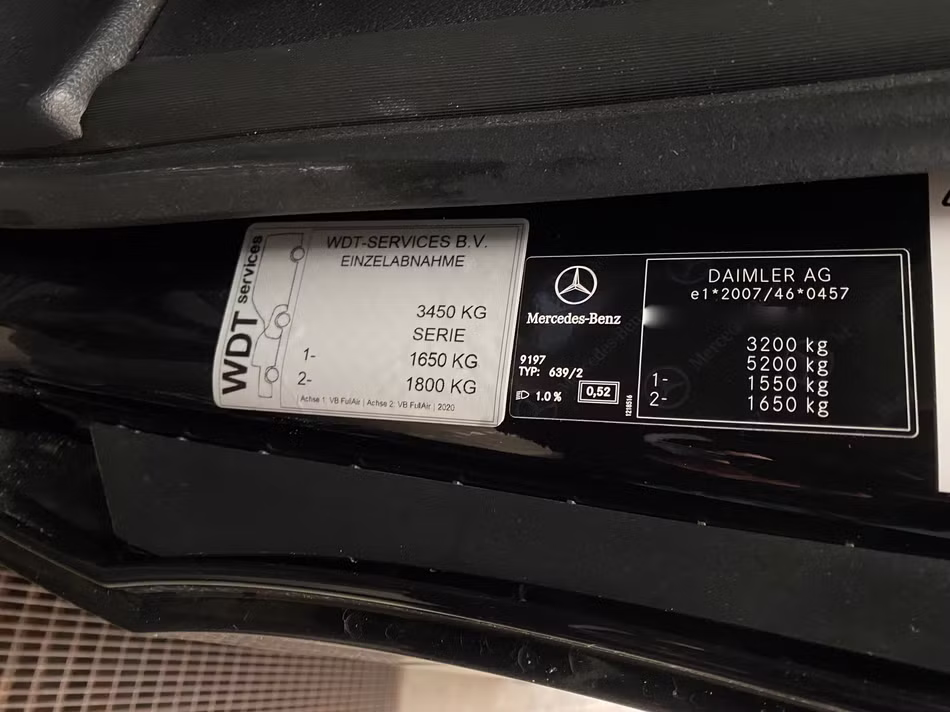 WDT services
WDT-SERVICES B.V.
EINZELABNAHME
3450 KG
SERIE
1- 1650 KG
2- 1800 KG
Achse 1: VB FullAir | Achse 2: VB FullAir | 2020
Mercedes-Benz
9197
TYP: 639/2
1.0 %
0,52
1218516
DAIMLER AG
e1*2007/46*0457
3200 kg
5200 kg
1- 1550 kg
2- 1650 kg